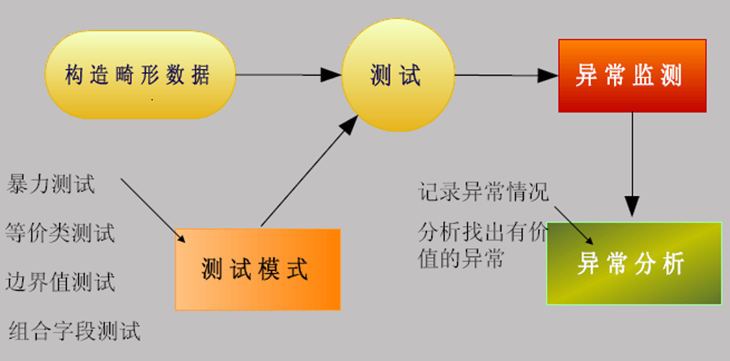 构造畸形数据
测试
异常监测
暴力测试
等价类测试
边界值测试
组合字段测试
测试模式
记录异常情况
分析找出有价
值的异常
异常分析